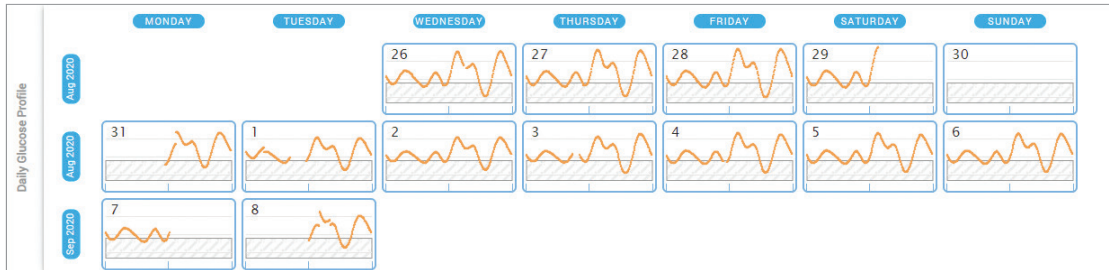 MONDAY TUESDAY WEDNESDAY THURSDAY FRIDAY SATURDAY SUNDAY
Daily Glucose Profile
Aug 2020
26 27 28 29 30
Aug 2020
31 1 2 3 4 5 6
Sep 2020
7 8